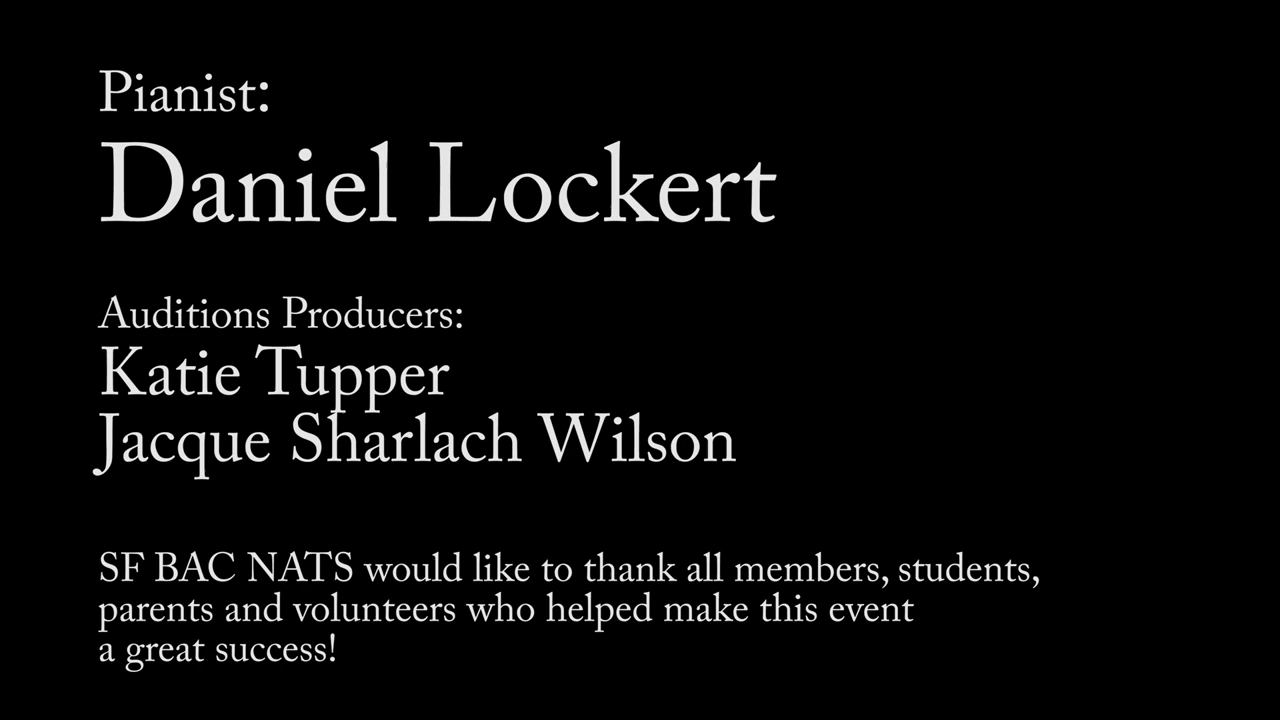 Pianist:
Daniel Lockert
Auditions Producers:
Katie Tupper
Jacque Sharlach Wilson
SF BAC NATS would like to thank all members, students,
parents and volunteers who helped make this event
a great success!